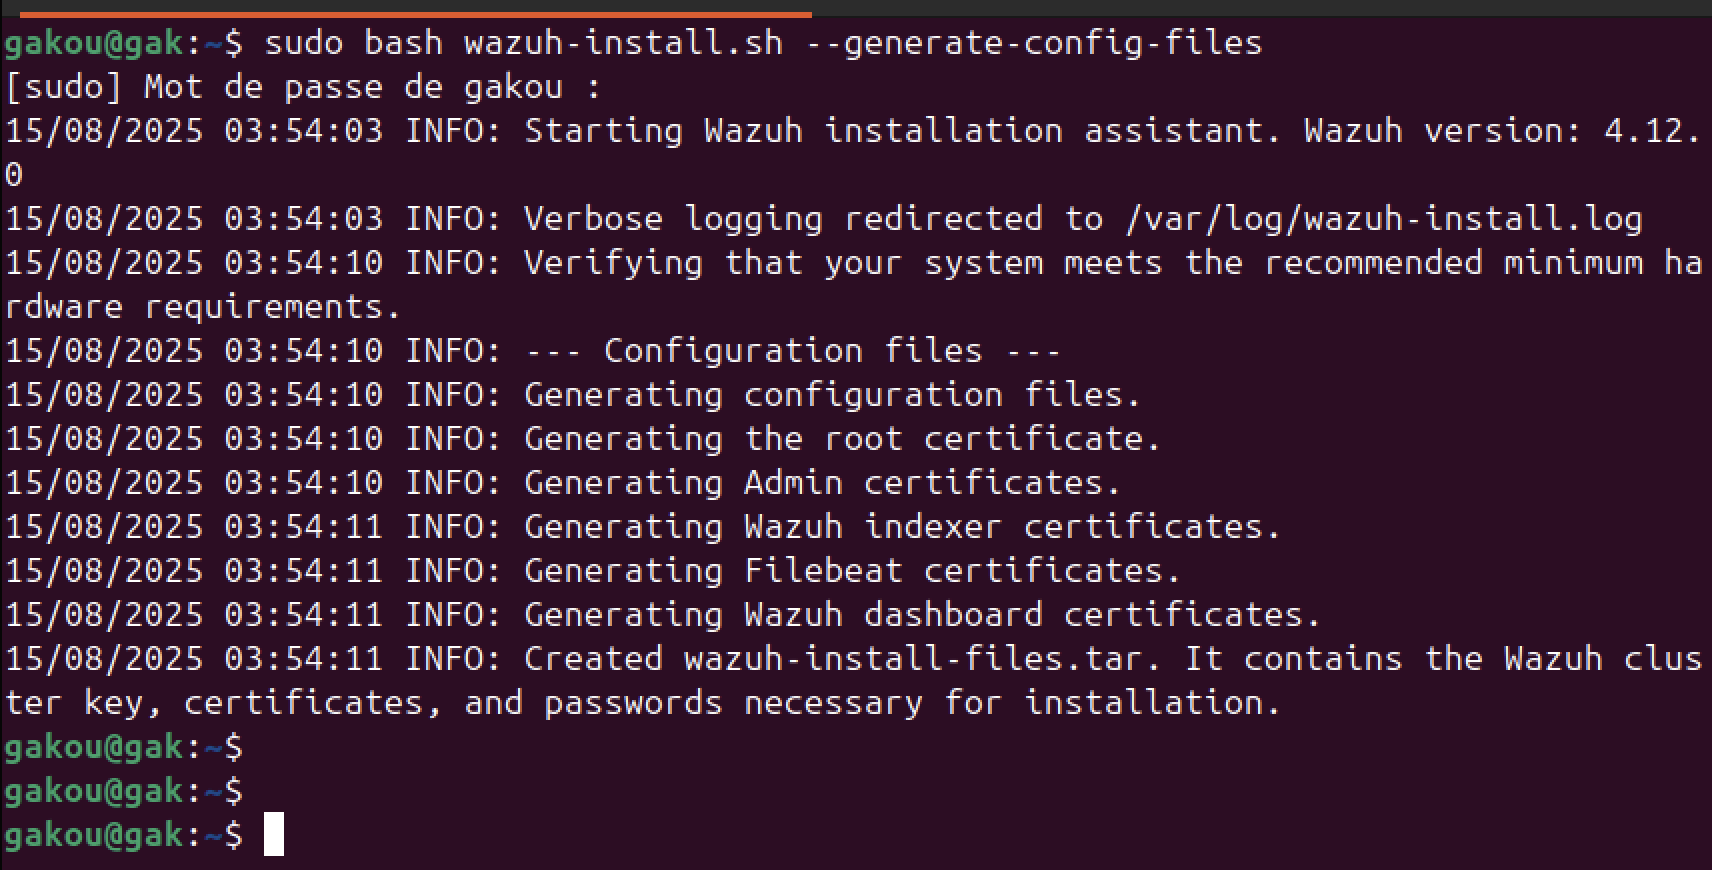 gakou@gak:~$ sudo bash wazuh-install.sh --generate-config-files
[sudo] Mot de passe de gakou :
15/08/2025 03:54:03 INFO: Starting Wazuh installation assistant. Wazuh version: 4.12.
0
15/08/2025 03:54:03 INFO: Verbose logging redirected to /var/log/wazuh-install.log
15/08/2025 03:54:10 INFO: Verifying that your system meets the recommended minimum ha
rdware requirements.
15/08/2025 03:54:10 INFO: --- Configuration files ---
15/08/2025 03:54:10 INFO: Generating configuration files.
15/08/2025 03:54:10 INFO: Generating the root certificate.
15/08/2025 03:54:10 INFO: Generating Admin certificates.
15/08/2025 03:54:11 INFO: Generating Wazuh indexer certificates.
15/08/2025 03:54:11 INFO: Generating Filebeat certificates.
15/08/2025 03:54:11 INFO: Generating Wazuh dashboard certificates.
15/08/2025 03:54:11 INFO: Created wazuh-install-files.tar. It contains the Wazuh clus
ter key, certificates, and passwords necessary for installation.
gakou@gak:~$
gakou@gak:~$
gakou@gak:~$